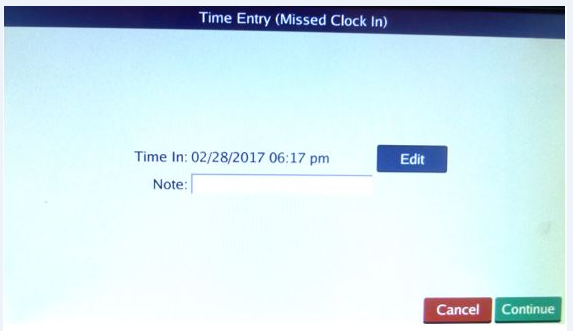 Time Entry (Missed Clock In)
Time In: 02/28/2017 06:17 pm Edit
Note:
Cancel Continue